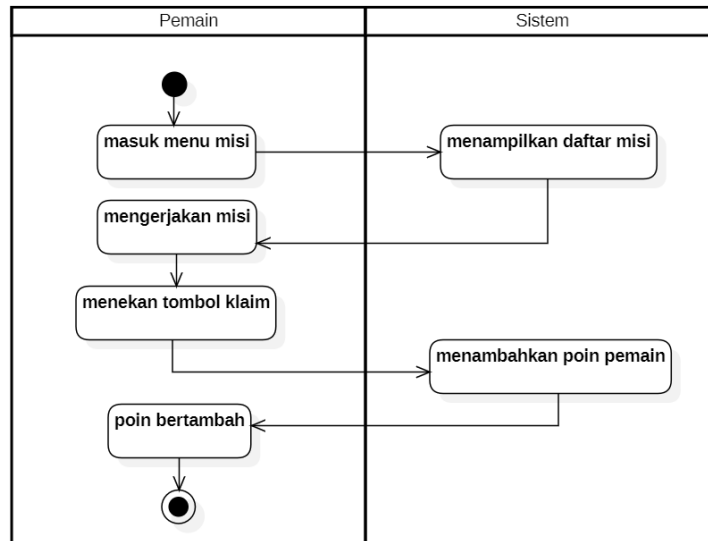 Pemain
Sistem
masuk menu misi
menampilkan daftar misi
mengerjakan misi
menekan tombol klaim
menambahkan poin pemain
poin bertambah